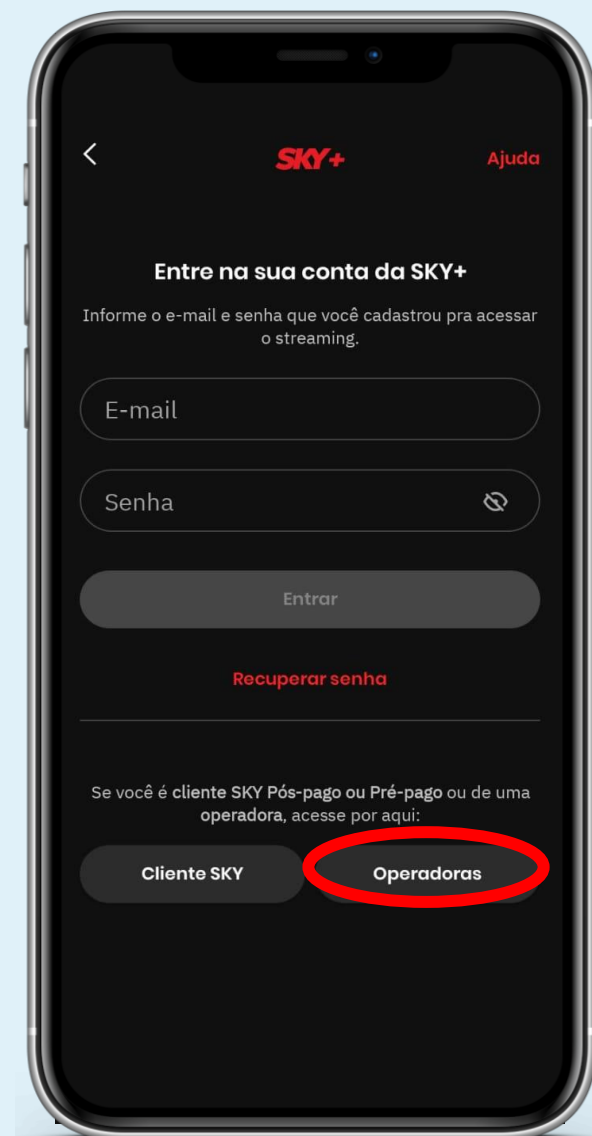 SKY+
Ajuda
Entre na sua conta da SKY+
Informe o e-mail e senha que você cadastrou pra acessar
o streaming.
E-mail
Senha
Entrar
Recuperar senha
Se você é cliente SKY Pós-pago ou Pré-pago ou de uma
operadora, acesse por aqui:
Cliente SKY
Operadoras